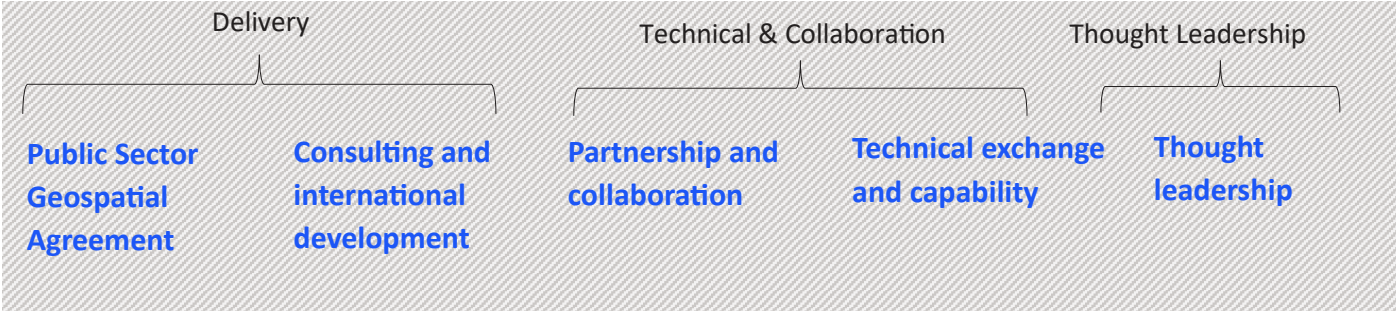 Delivery
Technical & Collaboration
Thought Leadership
Public Sector
Geospatial
Agreement
Consulting and
international
development
Partnership and
collaboration
Technical exchange
and capability
Thought
leadership